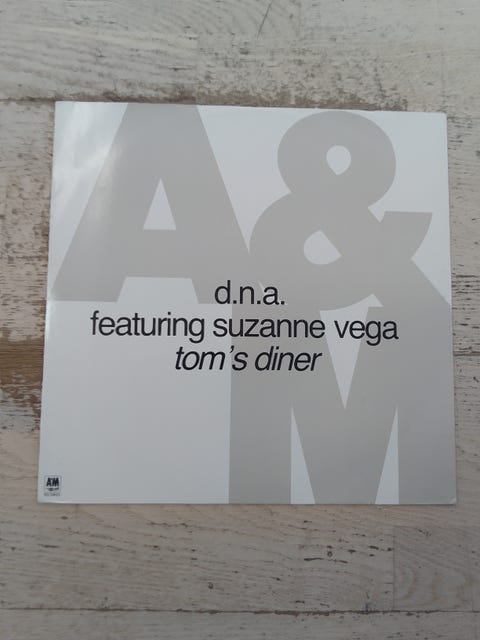 A&M
d.n.a.
featuring suzanne vega
tom's diner
A&M